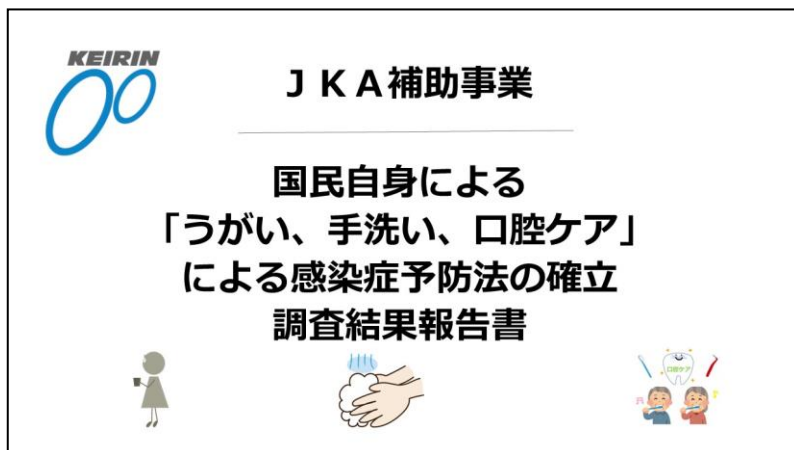 KEIRIN
ＪＫＡ補助事業
国民自身による
「うがい、手洗い、口腔ケア」
による感染症予防法の確立
調査結果報告書
口腔ケア